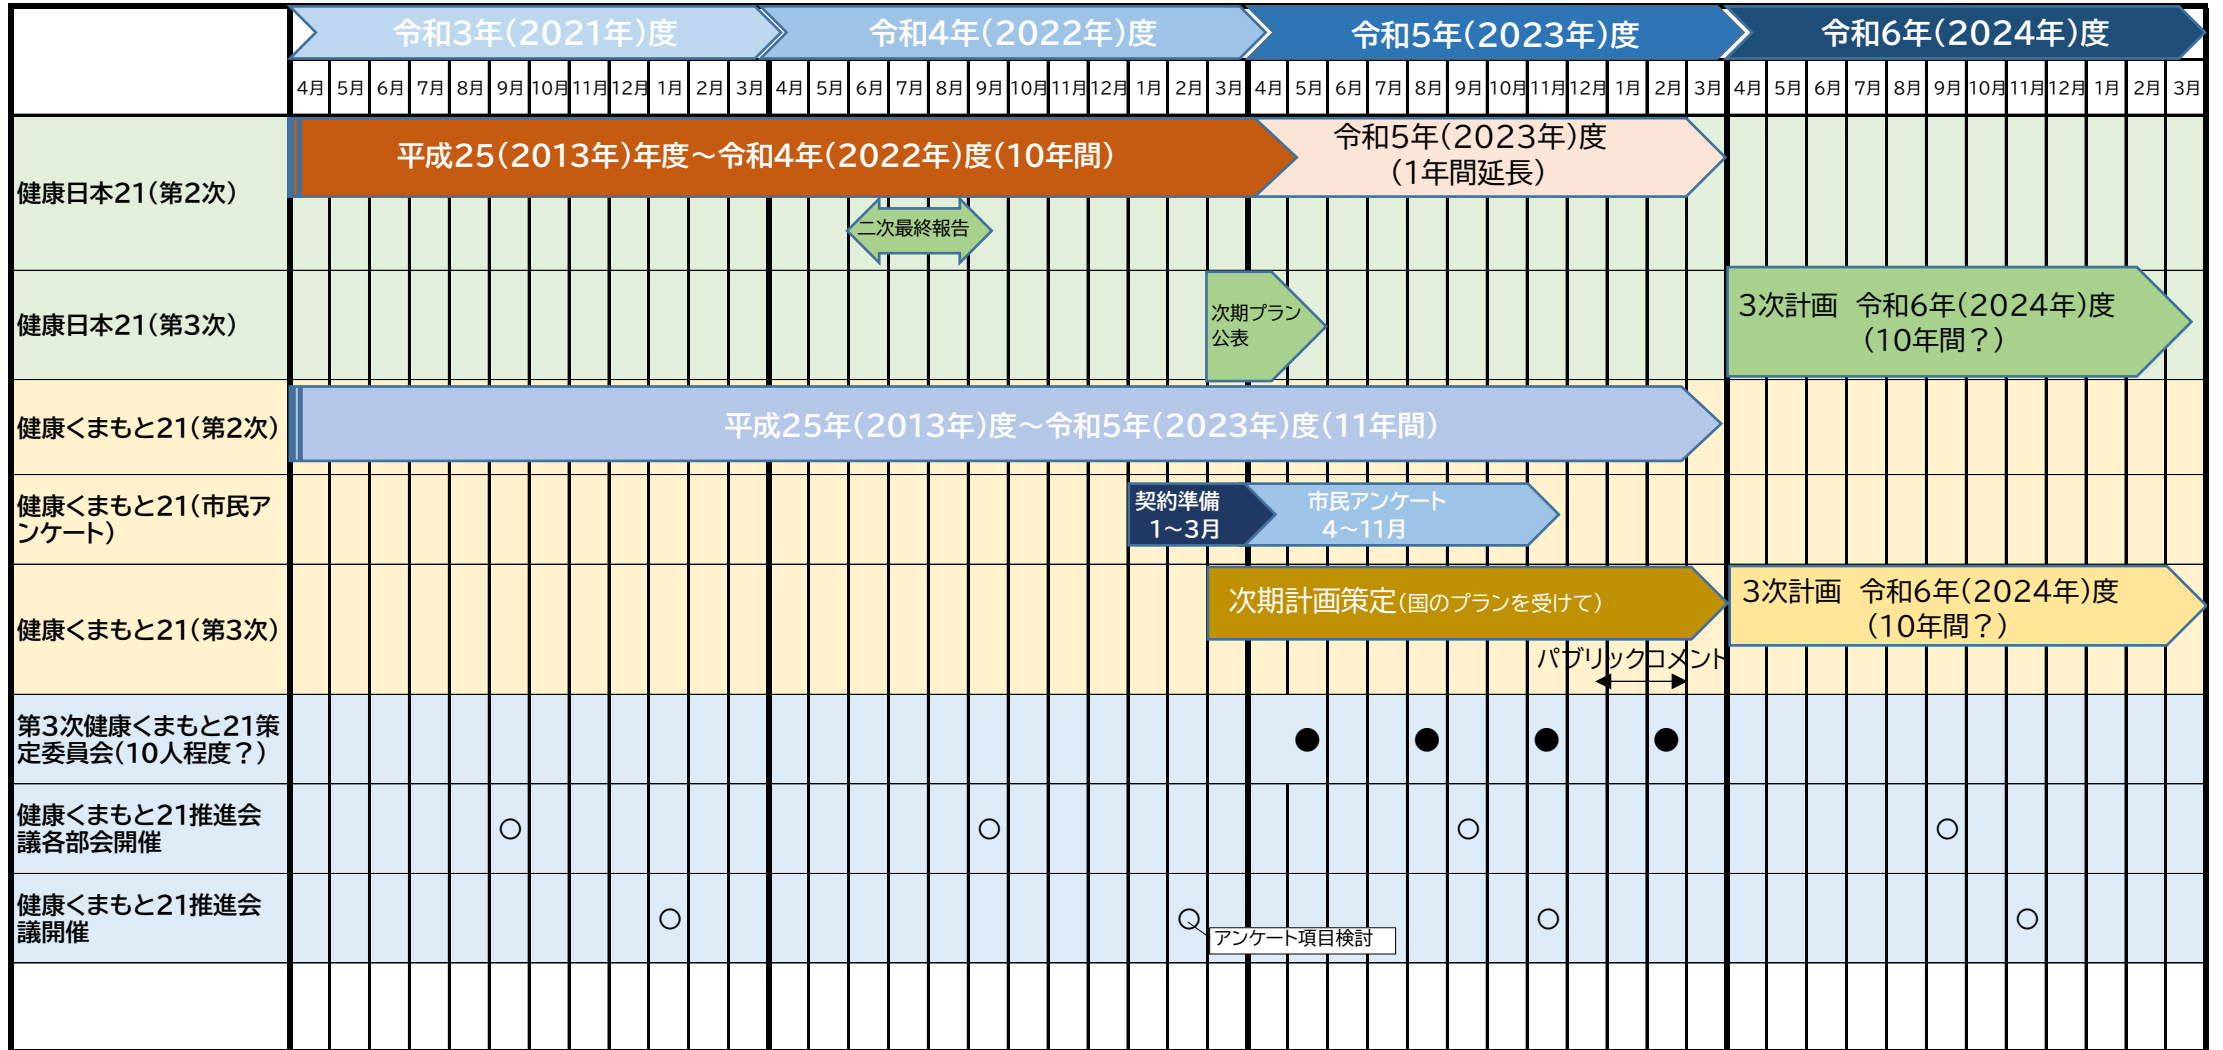 令和3年(2021年)度 令和4年(2022年)度 令和5年(2023年)度 令和6年(2024年)度
4月 5月 6月 7月 8月 9月 10月 11月 12月 1月 2月 3月 4月 5月 6月 7月 8月 9月 10月 11月 12月 1月 2月 3月 4月 5月 6月 7月 8月 9月 10月 11月 12月 1月 2月 3月 4月 5月 6月 7月 8月 9月 10月 11月 12月 1月 2月 3月
健康日本21(第2次)
平成25(2013年)年度~令和4年(2022年)度(10年間)
令和5年(2023年)度
(1年間延長)
二次最終報告
健康日本21(第3次)
次期プラン
公表
3次計画 令和6年(2024年)度
(10年間?)
健康くまもと21(第2次)
平成25年(2013年)度~令和5年(2023年)度(11年間)
健康くまもと21(市民ア
ンケート)
契約準備
1~3月
市民アンケート
4~11月
健康くまもと21(第3次)
次期計画策定(国のプランを受けて)
3次計画 令和6年(2024年)度
(10年間?)
パブリックコメント
第3次健康くまもと21策
定委員会(10人程度?)
● ● ● ●
健康くまもと21推進会
議各部会開催
○ ○ ○ ○
健康くまもと21推進会
議開催
○ ○ ○ ○
アンケート項目検討